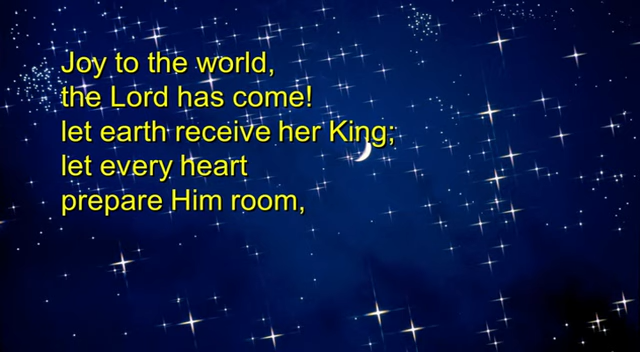 Joy to the world,
the Lord has come!
let earth receive her King;
let every heart
prepare Him room,